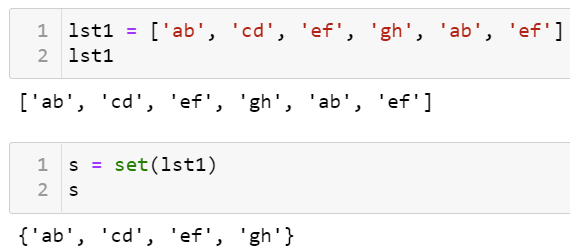 1 lst1 = ['ab', 'cd', 'ef', 'gh', 'ab', 'ef']
2 lst1
['ab', 'cd', 'ef', 'gh', 'ab', 'ef']
1 s = set(lst1)
2 s
{'ab', 'cd', 'ef', 'gh'}